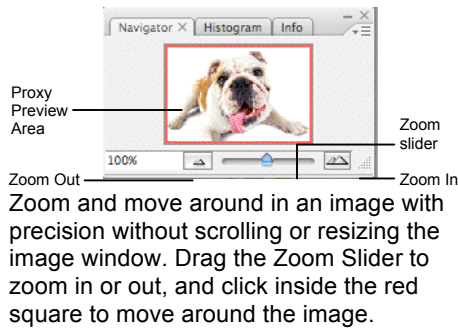 Navigator × Histogram Info
Proxy
Preview
Area
Zoom
slider
100%
Zoom Out
Zoom In
Zoom and move around in an image with
precision without scrolling or resizing the
image window. Drag the Zoom Slider to
zoom in or out, and click inside the red
square to move around the image.